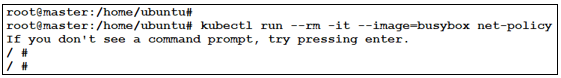 root@master:/home/ubuntu#
root@master:/home/ubuntu# kubectl run --rm -it --image=busybox net-policy
If you don't see a command prompt, try pressing enter.
/ #
/ #